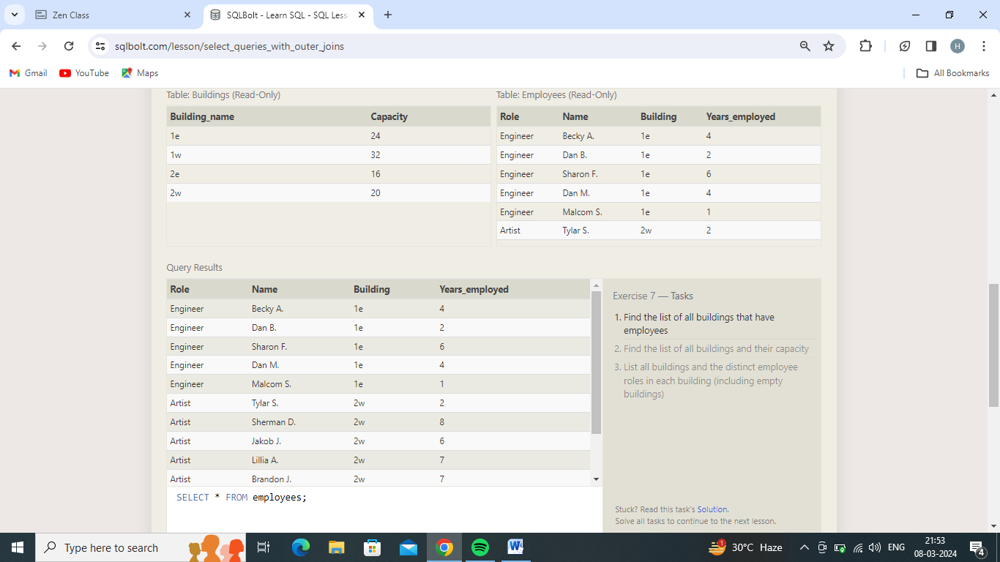 Zen Class
SQLBolt - Learn SQL - SQL Less
sqlbolt.com/lesson/select_queries_with_outer_joins
H
Gmail YouTube Maps All Bookmarks
Table: Buildings (Read-Only)
Building_name Capacity
1e 24
1w 32
2e 16
2w 20
Table: Employees (Read-Only)
Role Name Building Years_employed
Engineer Becky A. 1e 4
Engineer Dan B. 1e 2
Engineer Sharon F. 1e 6
Engineer Dan M. 1e 4
Engineer Malcom S. 1e 1
Artist Tylar S. 2w 2
Query Results
Role Name Building Years_employed
Engineer Becky A. 1e 4
Engineer Dan B. 1e 2
Engineer Sharon F. 1e 6
Engineer Dan M. 1e 4
Engineer Malcom S. 1e 1
Artist Tylar S. 2w 2
Artist Sherman D. 2w 8
Artist Jakob J. 2w 6
Artist Lillia A. 2w 7
Artist Brandon J. 2w 7
SELECT * FROM employees;
Exercise 7 — Tasks
1. Find the list of all buildings that have
employees
2. Find the list of all buildings and their capacity
3. List all buildings and the distinct employee
roles in each building (including empty
buildings)
Stuck? Read this task's Solution.
Solve all tasks to continue to the next lesson.
Type here to search
W
1
30°C Haze
ENG
21:53
08-03-2024
4